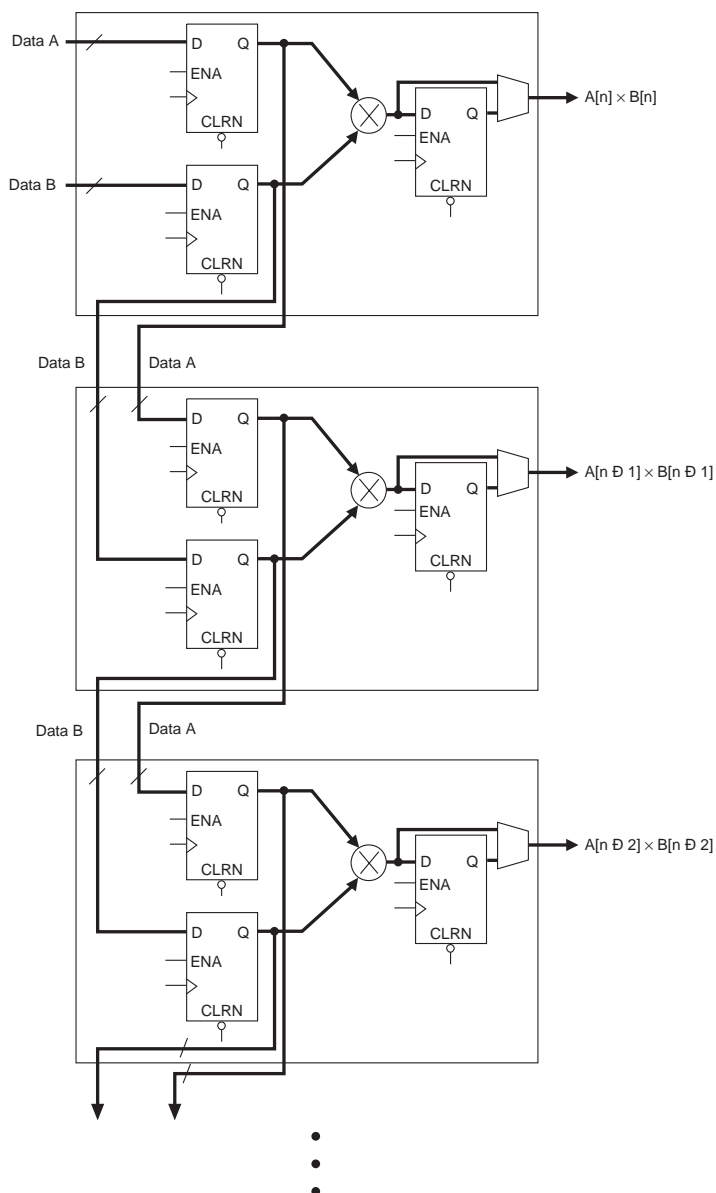 Data A
D Q
ENA
CLRN
D Q
ENA
CLRN
A[n] × B[n]
Data B
D Q
ENA
CLRN
Data B
Data A
D Q
ENA
CLRN
D Q
ENA
CLRN
A[n Ð 1] × B[n Ð 1]
D Q
ENA
CLRN
Data B
Data A
D Q
ENA
CLRN
D Q
ENA
CLRN
A[n Ð 2] × B[n Ð 2]
D Q
ENA
CLRN